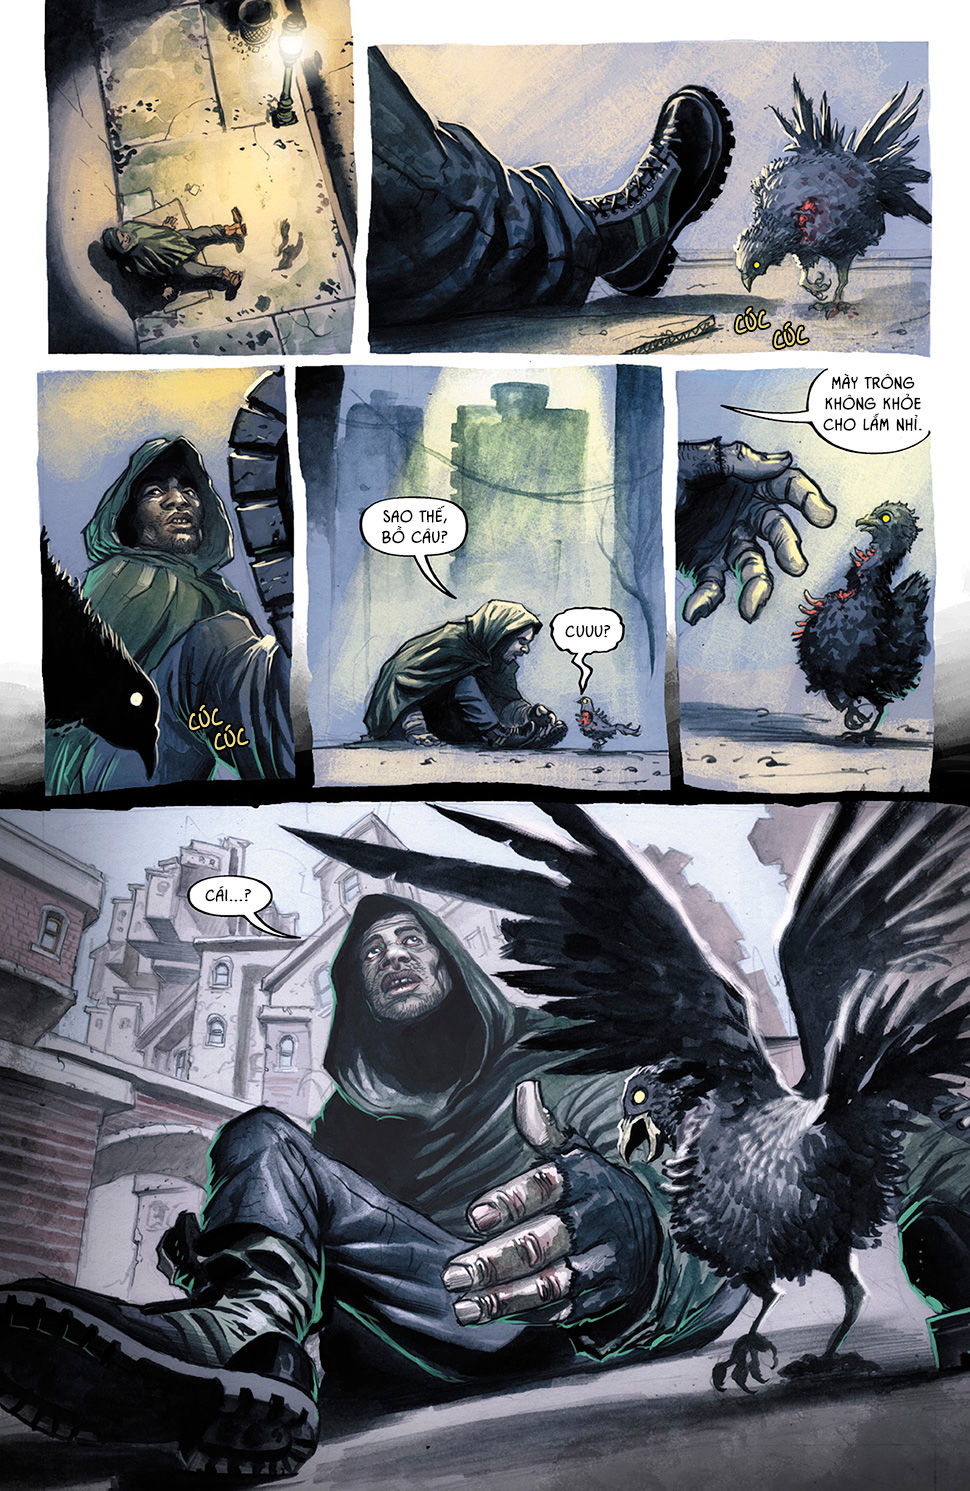 CÚC
CÚC
CÚC
CÚC
SAO THẾ,
BỒ CÂU?
CUUU?
MÀY TRÔNG
KHÔNG KHỎE
CHO LẮM NHỈ.
CÁI...?